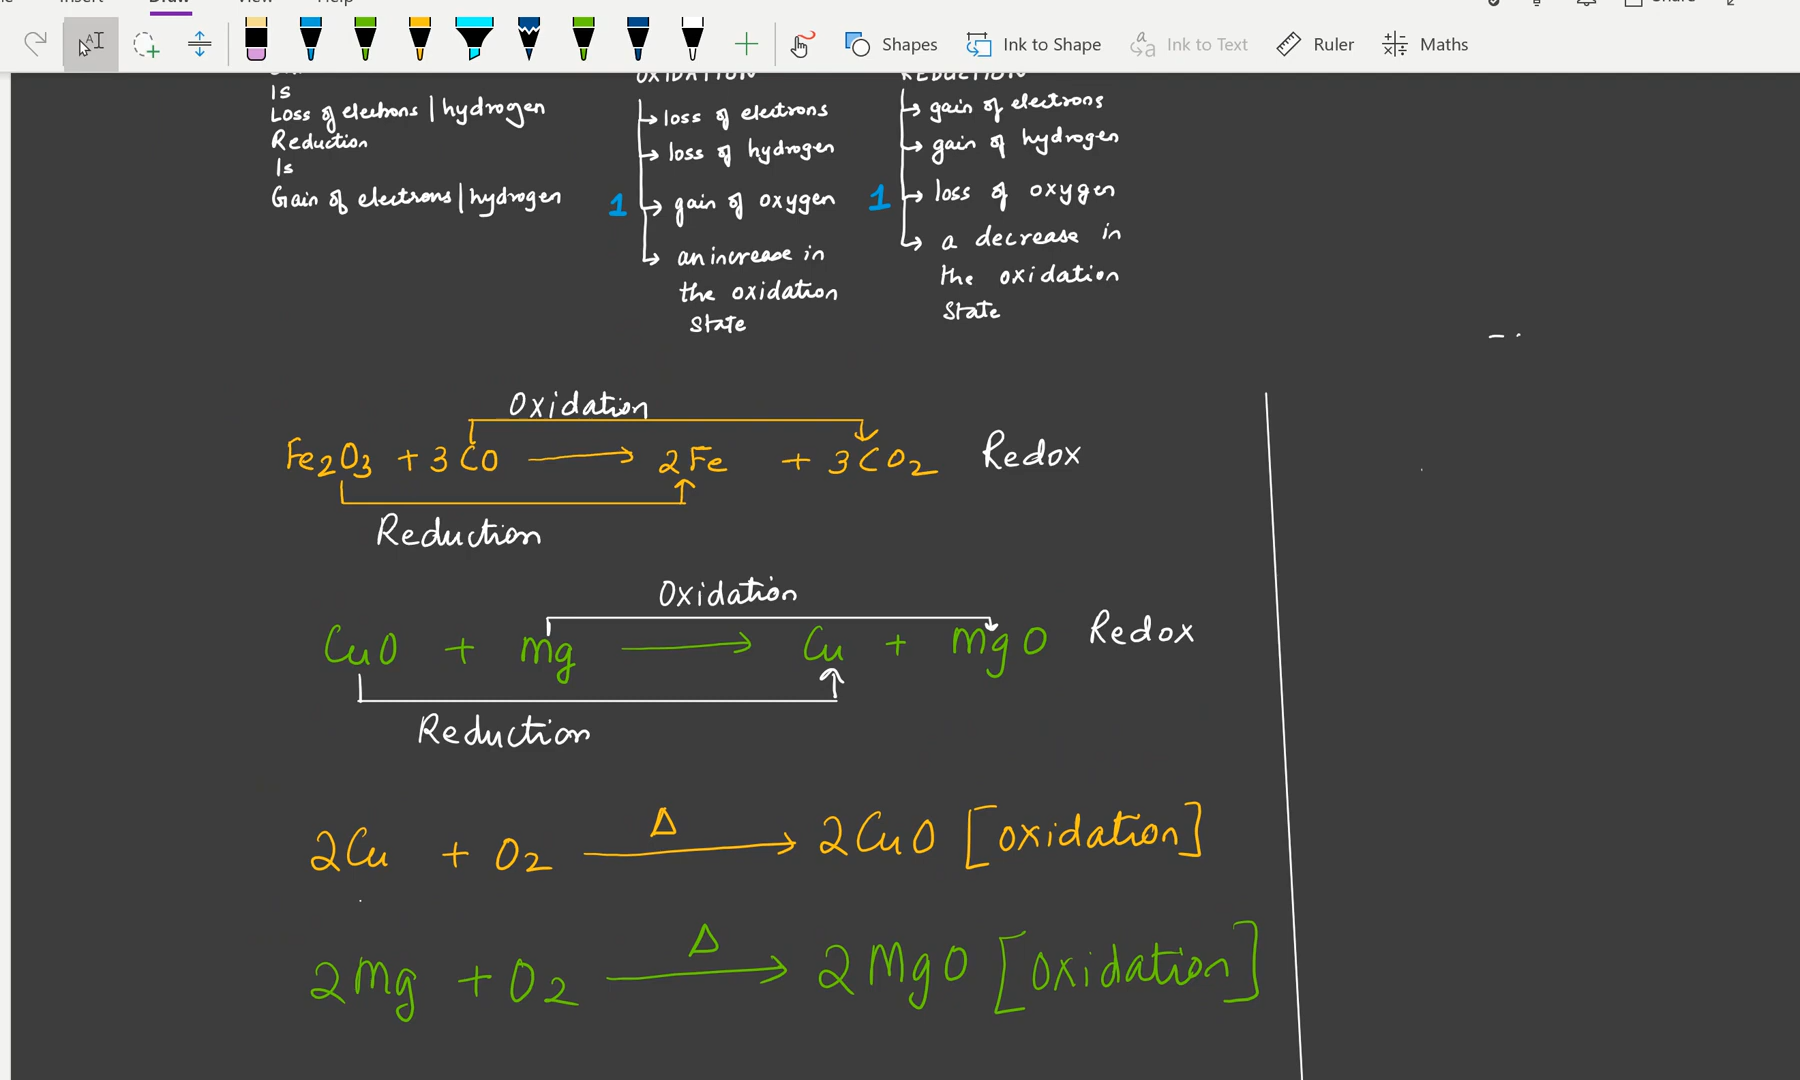 Insert Draw View Help Share
Shapes Ink to Shape Ink to Text Ruler Maths
Is
Loss of electrons | hydrogen
Reduction
Is
Gain of electrons | hydrogen
OXIDATION
loss of electrons
loss of hydrogen
1 gain of oxygen
an increase in
the oxidation
State
REDUCTION
gain of electrons
gain of hydrogen
1 loss of oxygen
a decrease in
the oxidation
State
Oxidation
Fe2O3 + 3CO → 2Fe + 3CO2 Redox
Reduction
Oxidation
CuO + Mg → Cu + MgO Redox
Reduction
Δ
2Cu + O2 → 2CuO [oxidation]
Δ
2Mg + O2 → 2MgO [oxidation]